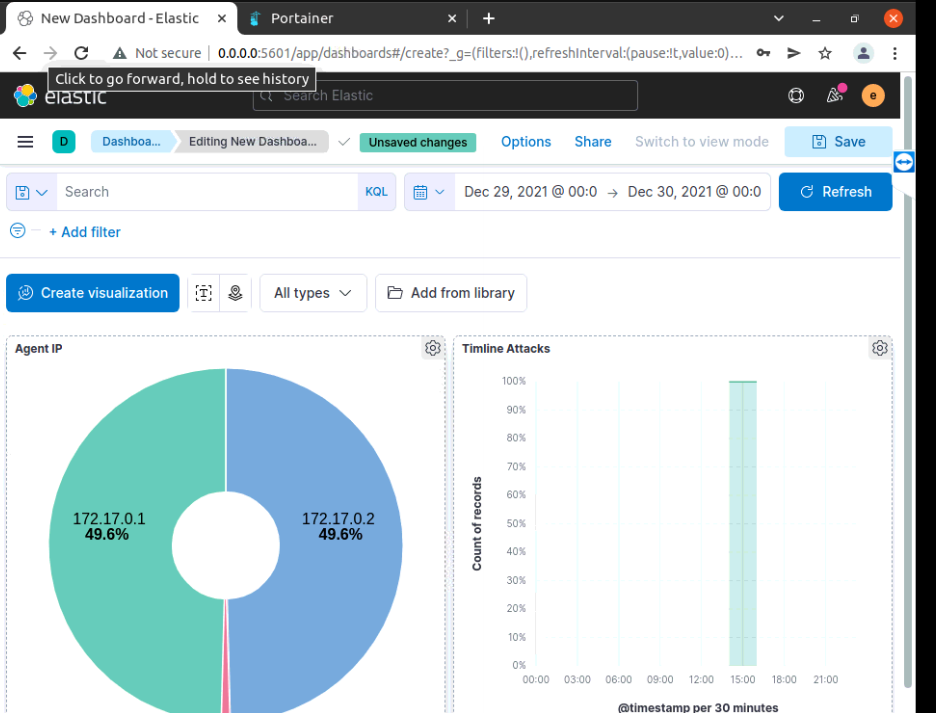 New Dashboard - Elastic
Portainer
Not secure
0.0.0.0:5601/app/dashboards#/create?_g=(filters:!(),refreshInterval:(pause:!t,value:0)...
Click to go forward, hold to see history
elastic
Search Elastic
e
D
Dashboa...
Editing New Dashboa...
Unsaved changes
Options
Share
Switch to view mode
Save
Search
KQL
Dec 29, 2021 @ 00:0
→
Dec 30, 2021 @ 00:0
Refresh
+ Add filter
Create visualization
T
All types
Add from library
Agent IP
172.17.0.1
49.6%
172.17.0.2
49.6%
Timline Attacks
100%
90%
80%
70%
60%
50%
40%
30%
20%
10%
0%
Count of records
00:00 03:00 06:00 09:00 12:00 15:00 18:00 21:00
@timestamp per 30 minutes